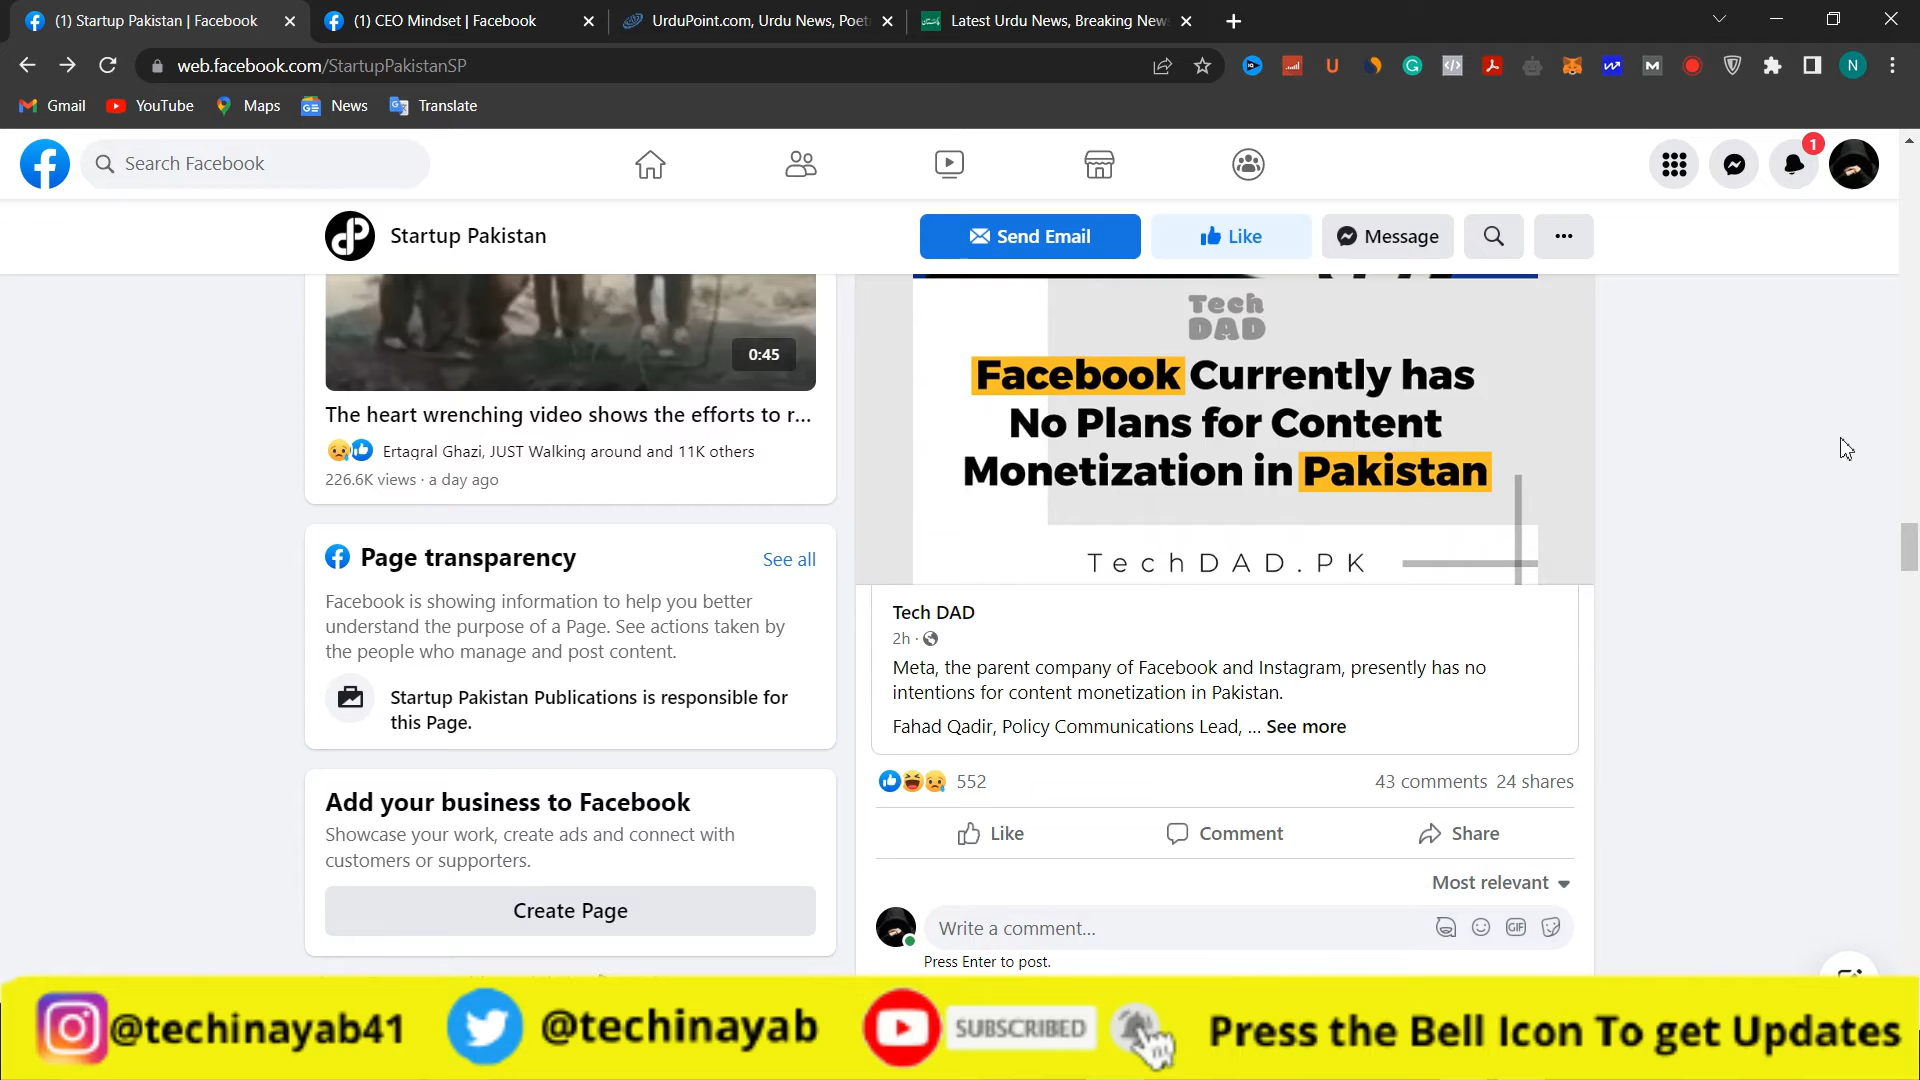 (1) Startup Pakistan | Facebook
(1) CEO Mindset | Facebook
UrduPoint.com, Urdu News, Poet
Latest Urdu News, Breaking New
web.facebook.com/StartupPakistanSP
N
Gmail
YouTube
Maps
News
Translate
Search Facebook
1
Startup Pakistan
Send Email
Like
Message
0:45
The heart wrenching video shows the efforts to r...
Ertagral Ghazi, JUST Walking around and 11K others
226.6K views · a day ago
Page transparency
See all
Facebook is showing information to help you better
understand the purpose of a Page. See actions taken by
the people who manage and post content.
Startup Pakistan Publications is responsible for
this Page.
Add your business to Facebook
Showcase your work, create ads and connect with
customers or supporters.
Create Page
Tech
DAD
Facebook Currently has
No Plans for Content
Monetization in Pakistan
TechDAD.PK
Tech DAD
2h ·
Meta, the parent company of Facebook and Instagram, presently has no
intentions for content monetization in Pakistan.
Fahad Qadir, Policy Communications Lead, ... See more
552
43 comments 24 shares
Like
Comment
Share
Most relevant
Write a comment...
GIF
Press Enter to post.
@techinayab41
@techinayab
SUBSCRIBED
Press the Bell Icon To get Updates